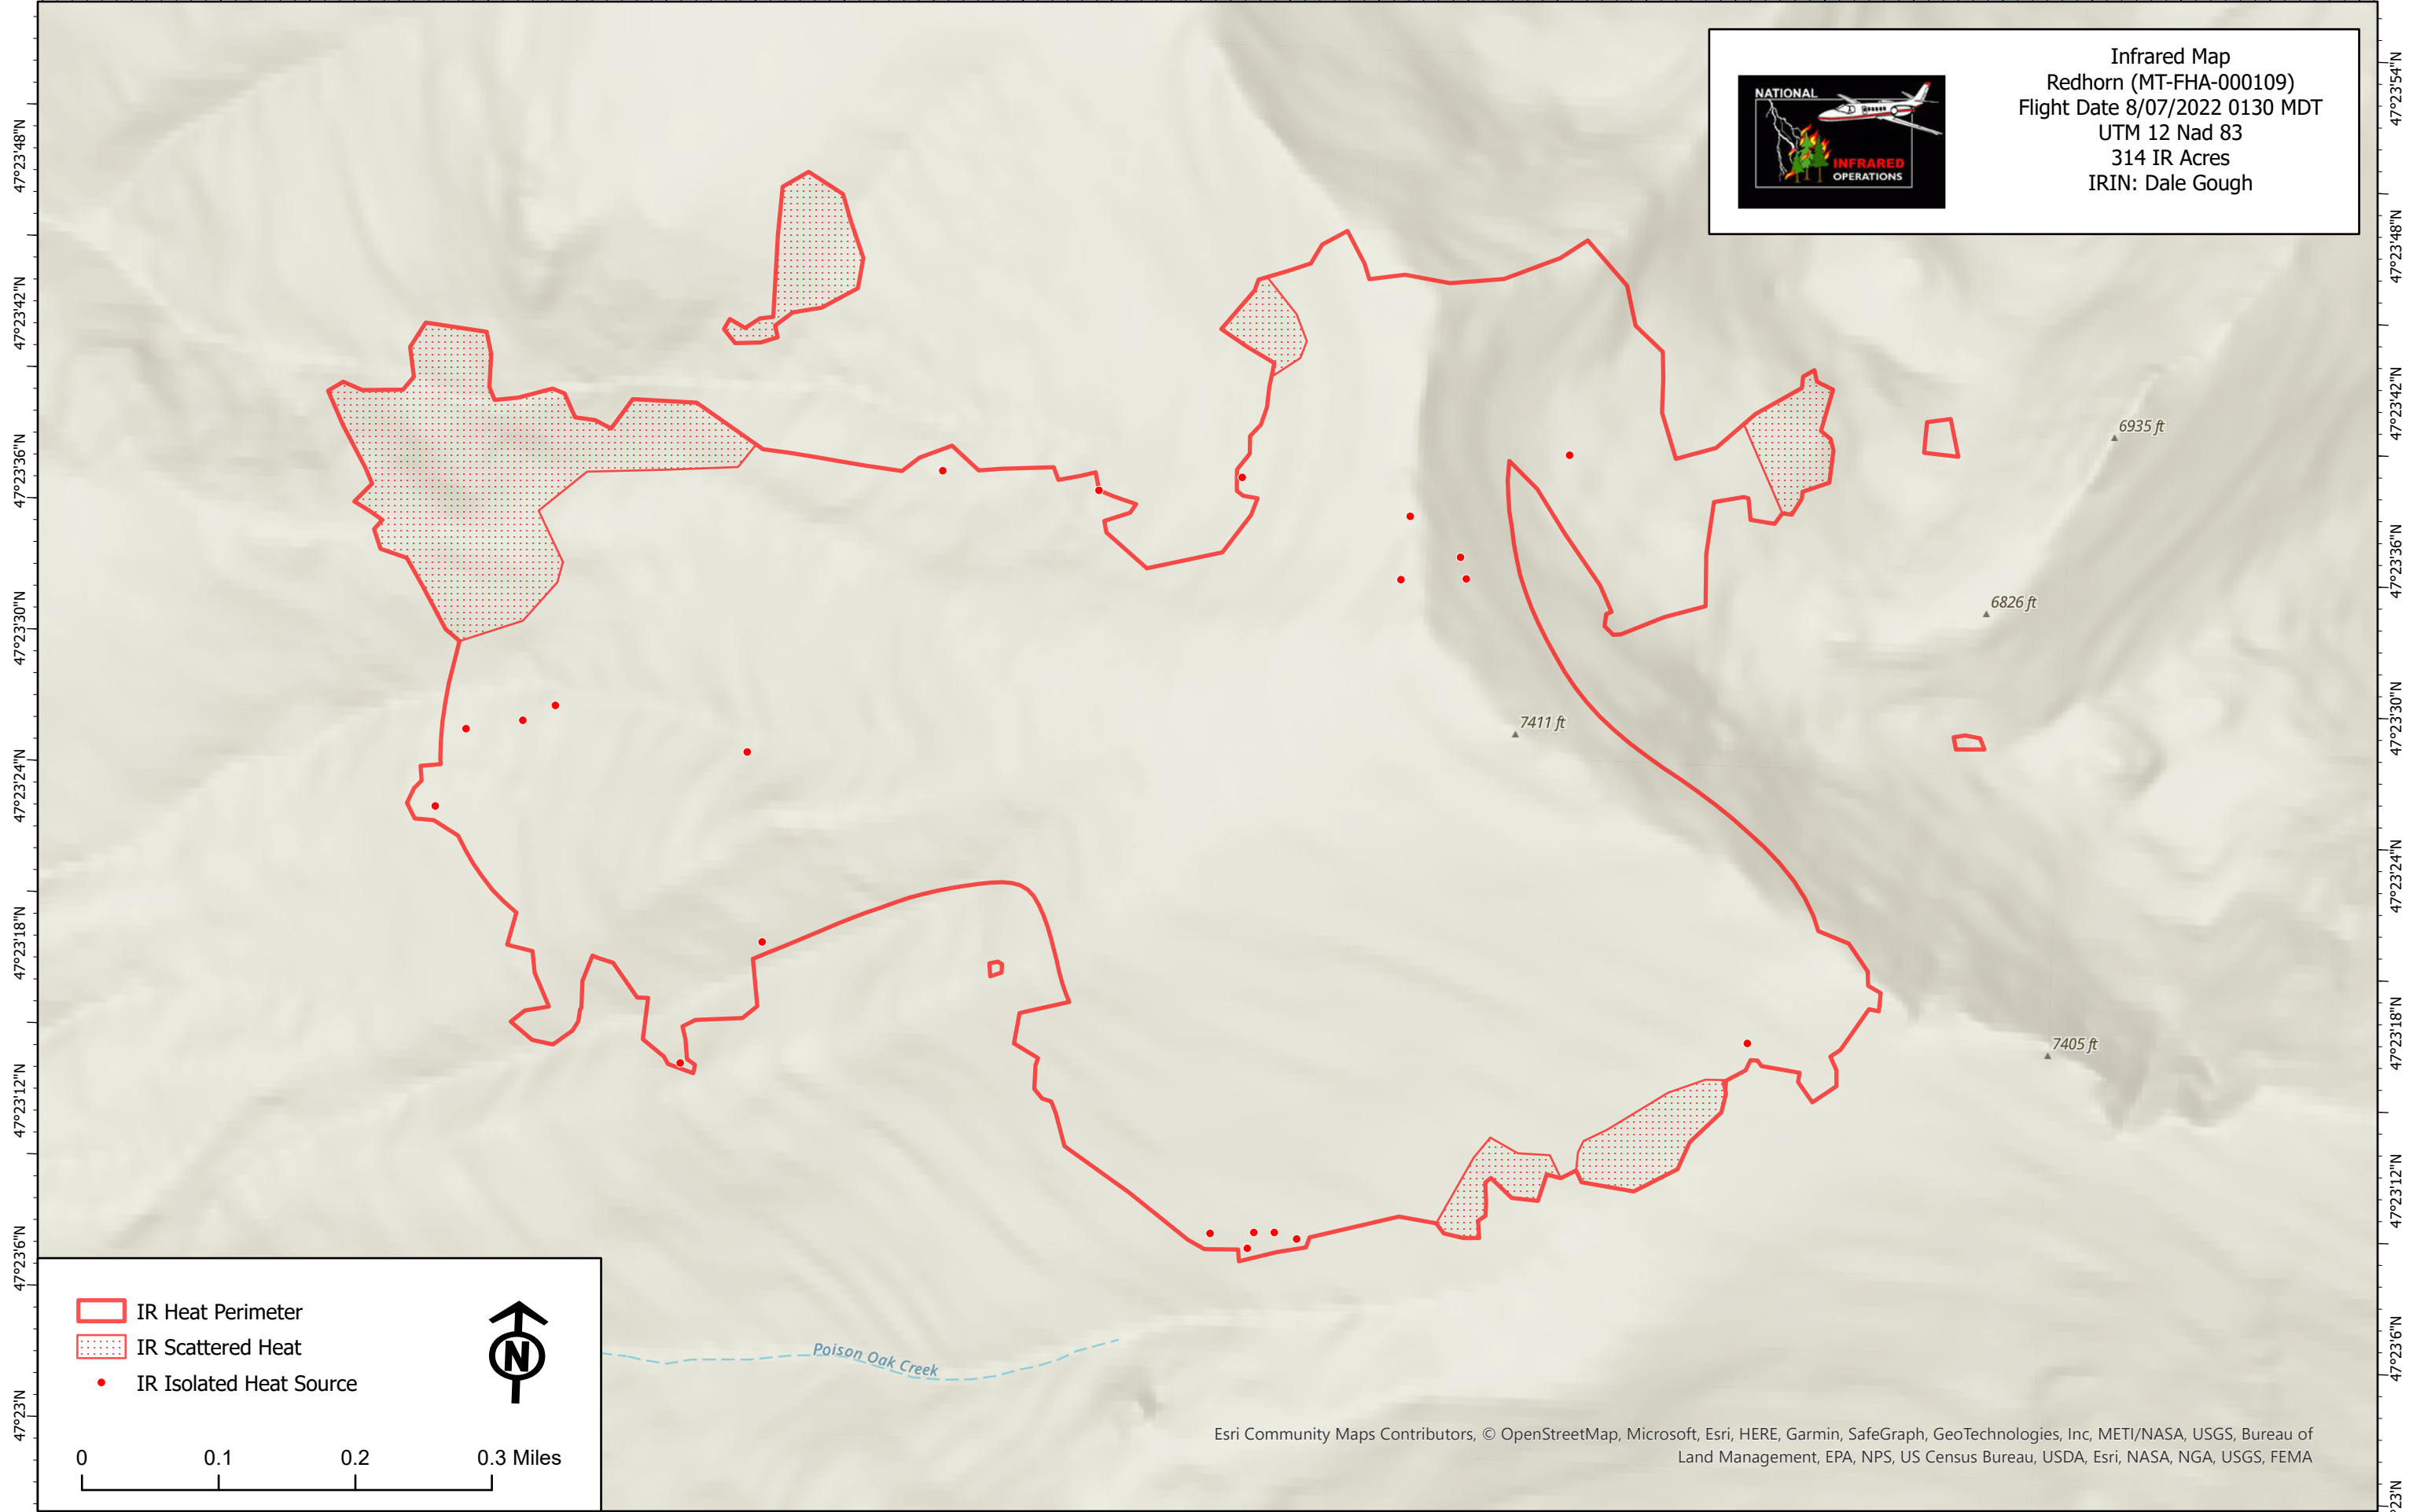 Infrared Map
Redhorn (MT-FHA-000109)
Flight Date 8/07/2022 0130 MDT
UTM 12 Nad 83
314 IR Acres
IRIN: Dale Gough
NATIONAL
INFRARED
OPERATIONS
47°23'48"N
47°23'42"N
47°23'36"N
47°23'30"N
47°23'24"N
47°23'18"N
47°23'12"N
47°23'6"N
47°23'N
47°23'54"N
47°23'48"N
47°23'42"N
47°23'36"N
47°23'30"N
47°23'24"N
47°23'18"N
47°23'12"N
47°23'6"N
47°23'N
6935 ft
6826 ft
7411 ft
7405 ft
Poison Oak Creek
IR Heat Perimeter
IR Scattered Heat
IR Isolated Heat Source
N
0 0.1 0.2 0.3 Miles
Esri Community Maps Contributors, © OpenStreetMap, Microsoft, Esri, HERE, Garmin, SafeGraph, GeoTechnologies, Inc, METI/NASA, USGS, Bureau of
Land Management, EPA, NPS, US Census Bureau, USDA, Esri, NASA, NGA, USGS, FEMA